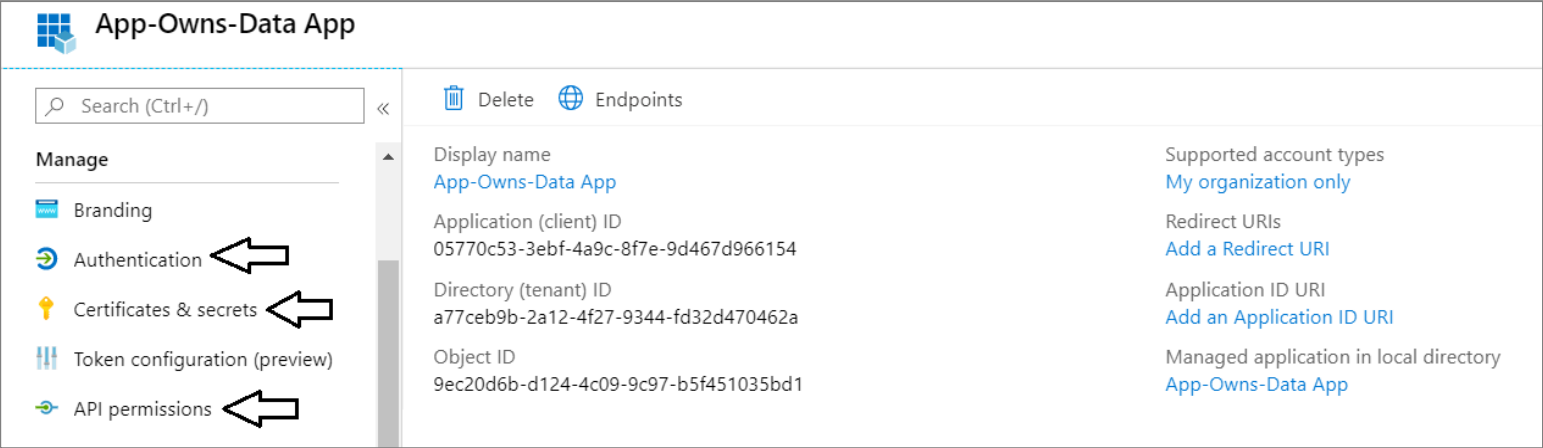 App-Owns-Data App
Search (Ctrl+/)
«
Manage
www
Branding
Authentication
Certificates & secrets
Token configuration (preview)
API permissions
Delete
Endpoints
Display name
App-Owns-Data App
Application (client) ID
05770c53-3ebf-4a9c-8f7e-9d467d966154
Directory (tenant) ID
a77ceb9b-2a12-4f27-9344-fd32d470462a
Object ID
9ec20d6b-d124-4c09-9c97-b5f451035bd1
Supported account types
My organization only
Redirect URIs
Add a Redirect URI
Application ID URI
Add an Application ID URI
Managed application in local directory
App-Owns-Data App